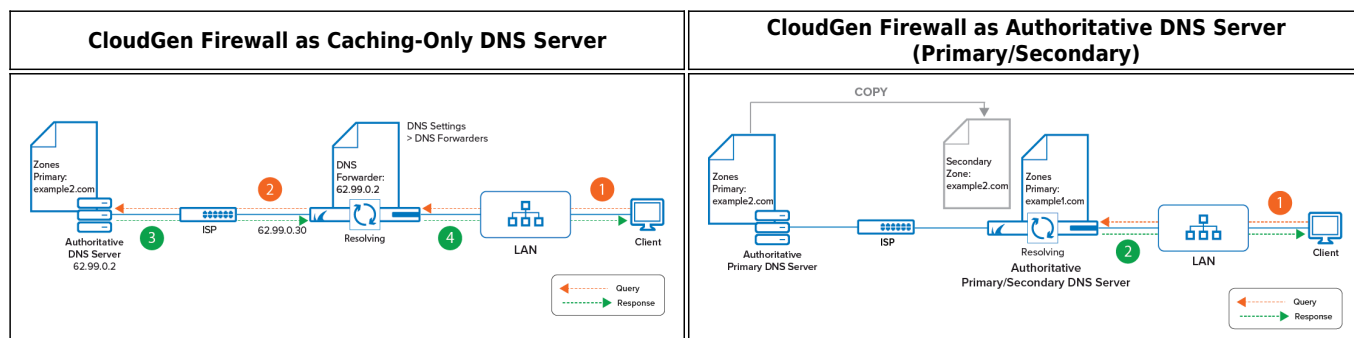 CloudGen Firewall as Caching-Only DNS Server
CloudGen Firewall as Authoritative DNS Server
(Primary/Secondary)
DNS Settings
> DNS Forwarders
Zones
Primary:
example2.com
DNS
Forwarder:
62.99.0.2
2
1
ISP
62.99.0.30
3
Resolving
4
LAN
Client
Authoritative
DNS Server
62.99.0.2
Query
Response
COPY
Zones
Primary:
example2.com
Secondary
Zone:
example2.com
Zones
Primary:
example1.com
1
ISP
Resolving
2
LAN
Client
Authoritative
Primary DNS Server
Authoritative
Primary/Secondary DNS Server
Query
Response